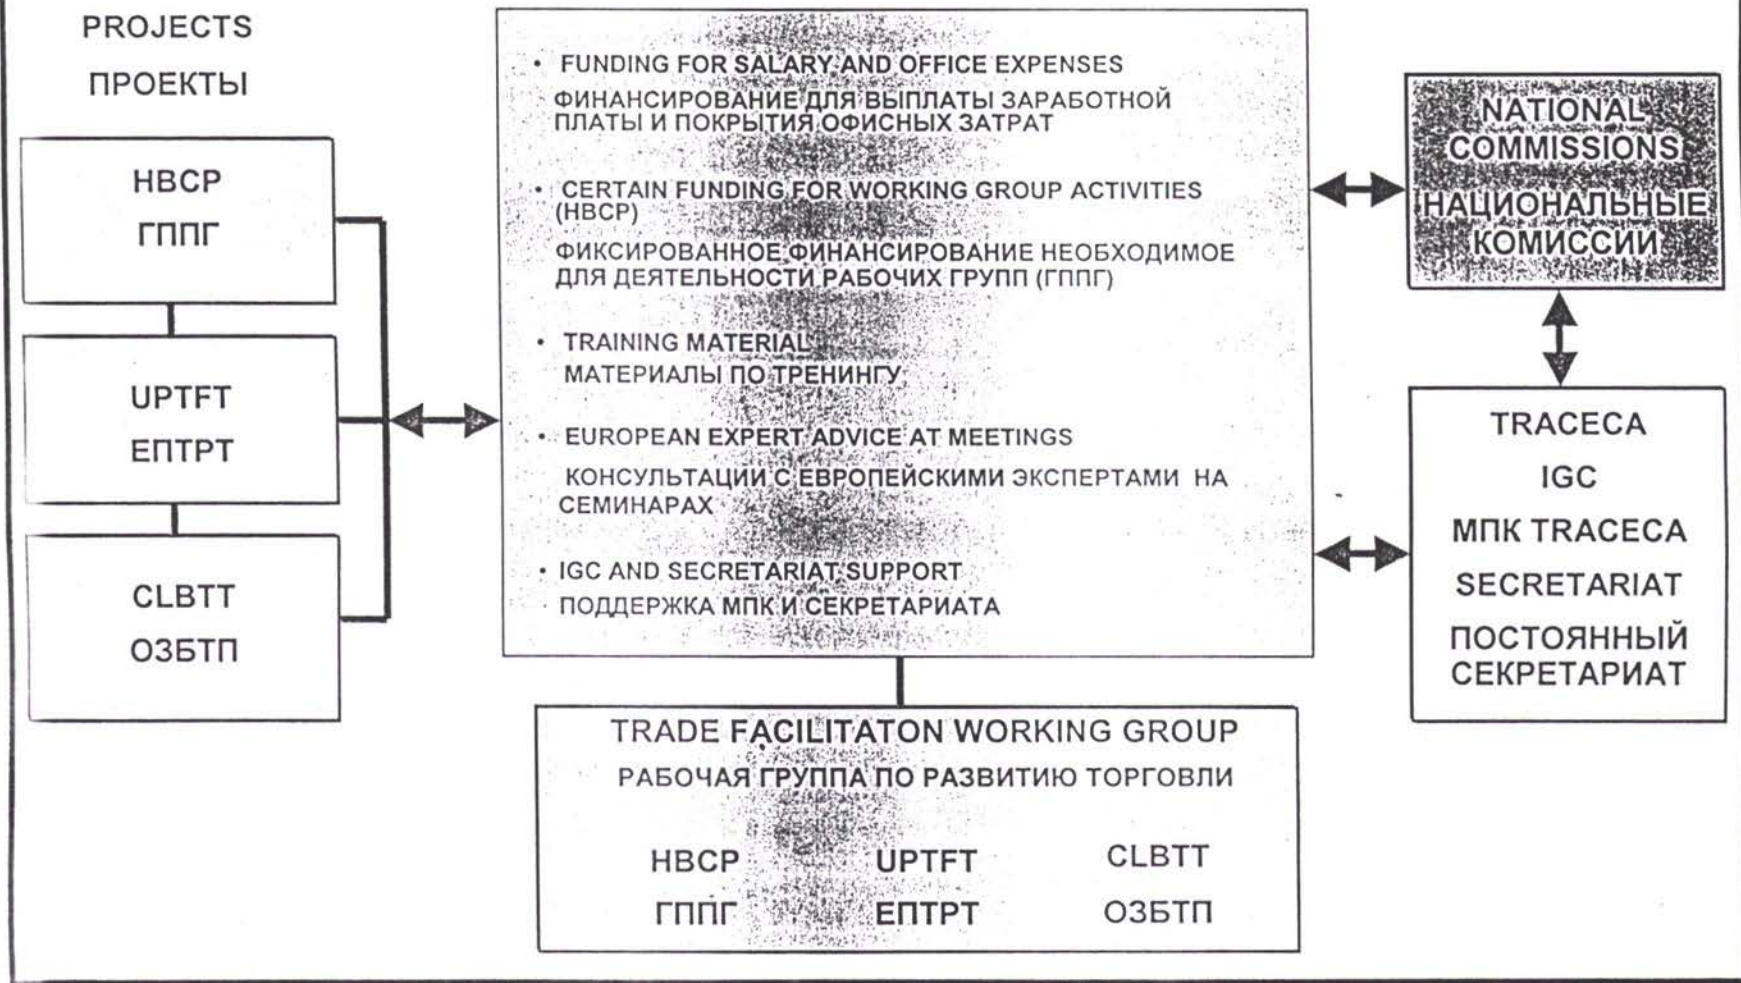 PROJECTS
ПРОЕКТЫ
HBCP
ГППГ
UPTFT
ЕПТРТ
CLBTT
ОЗБТП
• FUNDING FOR SALARY AND OFFICE EXPENSES
ФИНАНСИРОВАНИЕ ДЛЯ ВЫПЛАТЫ ЗАРАБОТНОЙ
ПЛАТЫ И ПОКРЫТИЯ ОФИСНЫХ ЗАТРАТ
• CERTAIN FUNDING FOR WORKING GROUP ACTIVITIES
(HBCP)
ФИКСИРОВАННОЕ ФИНАНСИРОВАНИЕ НЕОБХОДИМОЕ
ДЛЯ ДЕЯТЕЛЬНОСТИ РАБОЧИХ ГРУПП (ГППГ)
• TRAINING MATERIAL
МАТЕРИАЛЫ ПО ТРЕНИНГУ
• EUROPEAN EXPERT ADVICE AT MEETINGS
КОНСУЛЬТАЦИИ С ЕВРОПЕЙСКИМИ ЭКСПЕРТАМИ НА
СЕМИНАРАХ
• IGC AND SECRETARIAT SUPPORT
ПОДДЕРЖКА МПК И СЕКРЕТАРИАТА
NATIONAL
COMMISSIONS
НАЦИОНАЛЬНЫЕ
КОМИССИИ
TRACECA
IGC
МПК TRACECA
SECRETARIAT
ПОСТОЯННЫЙ
СЕКРЕТАРИАТ
TRADE FACILITATON WORKING GROUP
РАБОЧАЯ ГРУППА ПО РАЗВИТИЮ ТОРГОВЛИ
HBCP UPTFT CLBTT
ГППГ ЕПТРТ ОЗБТП